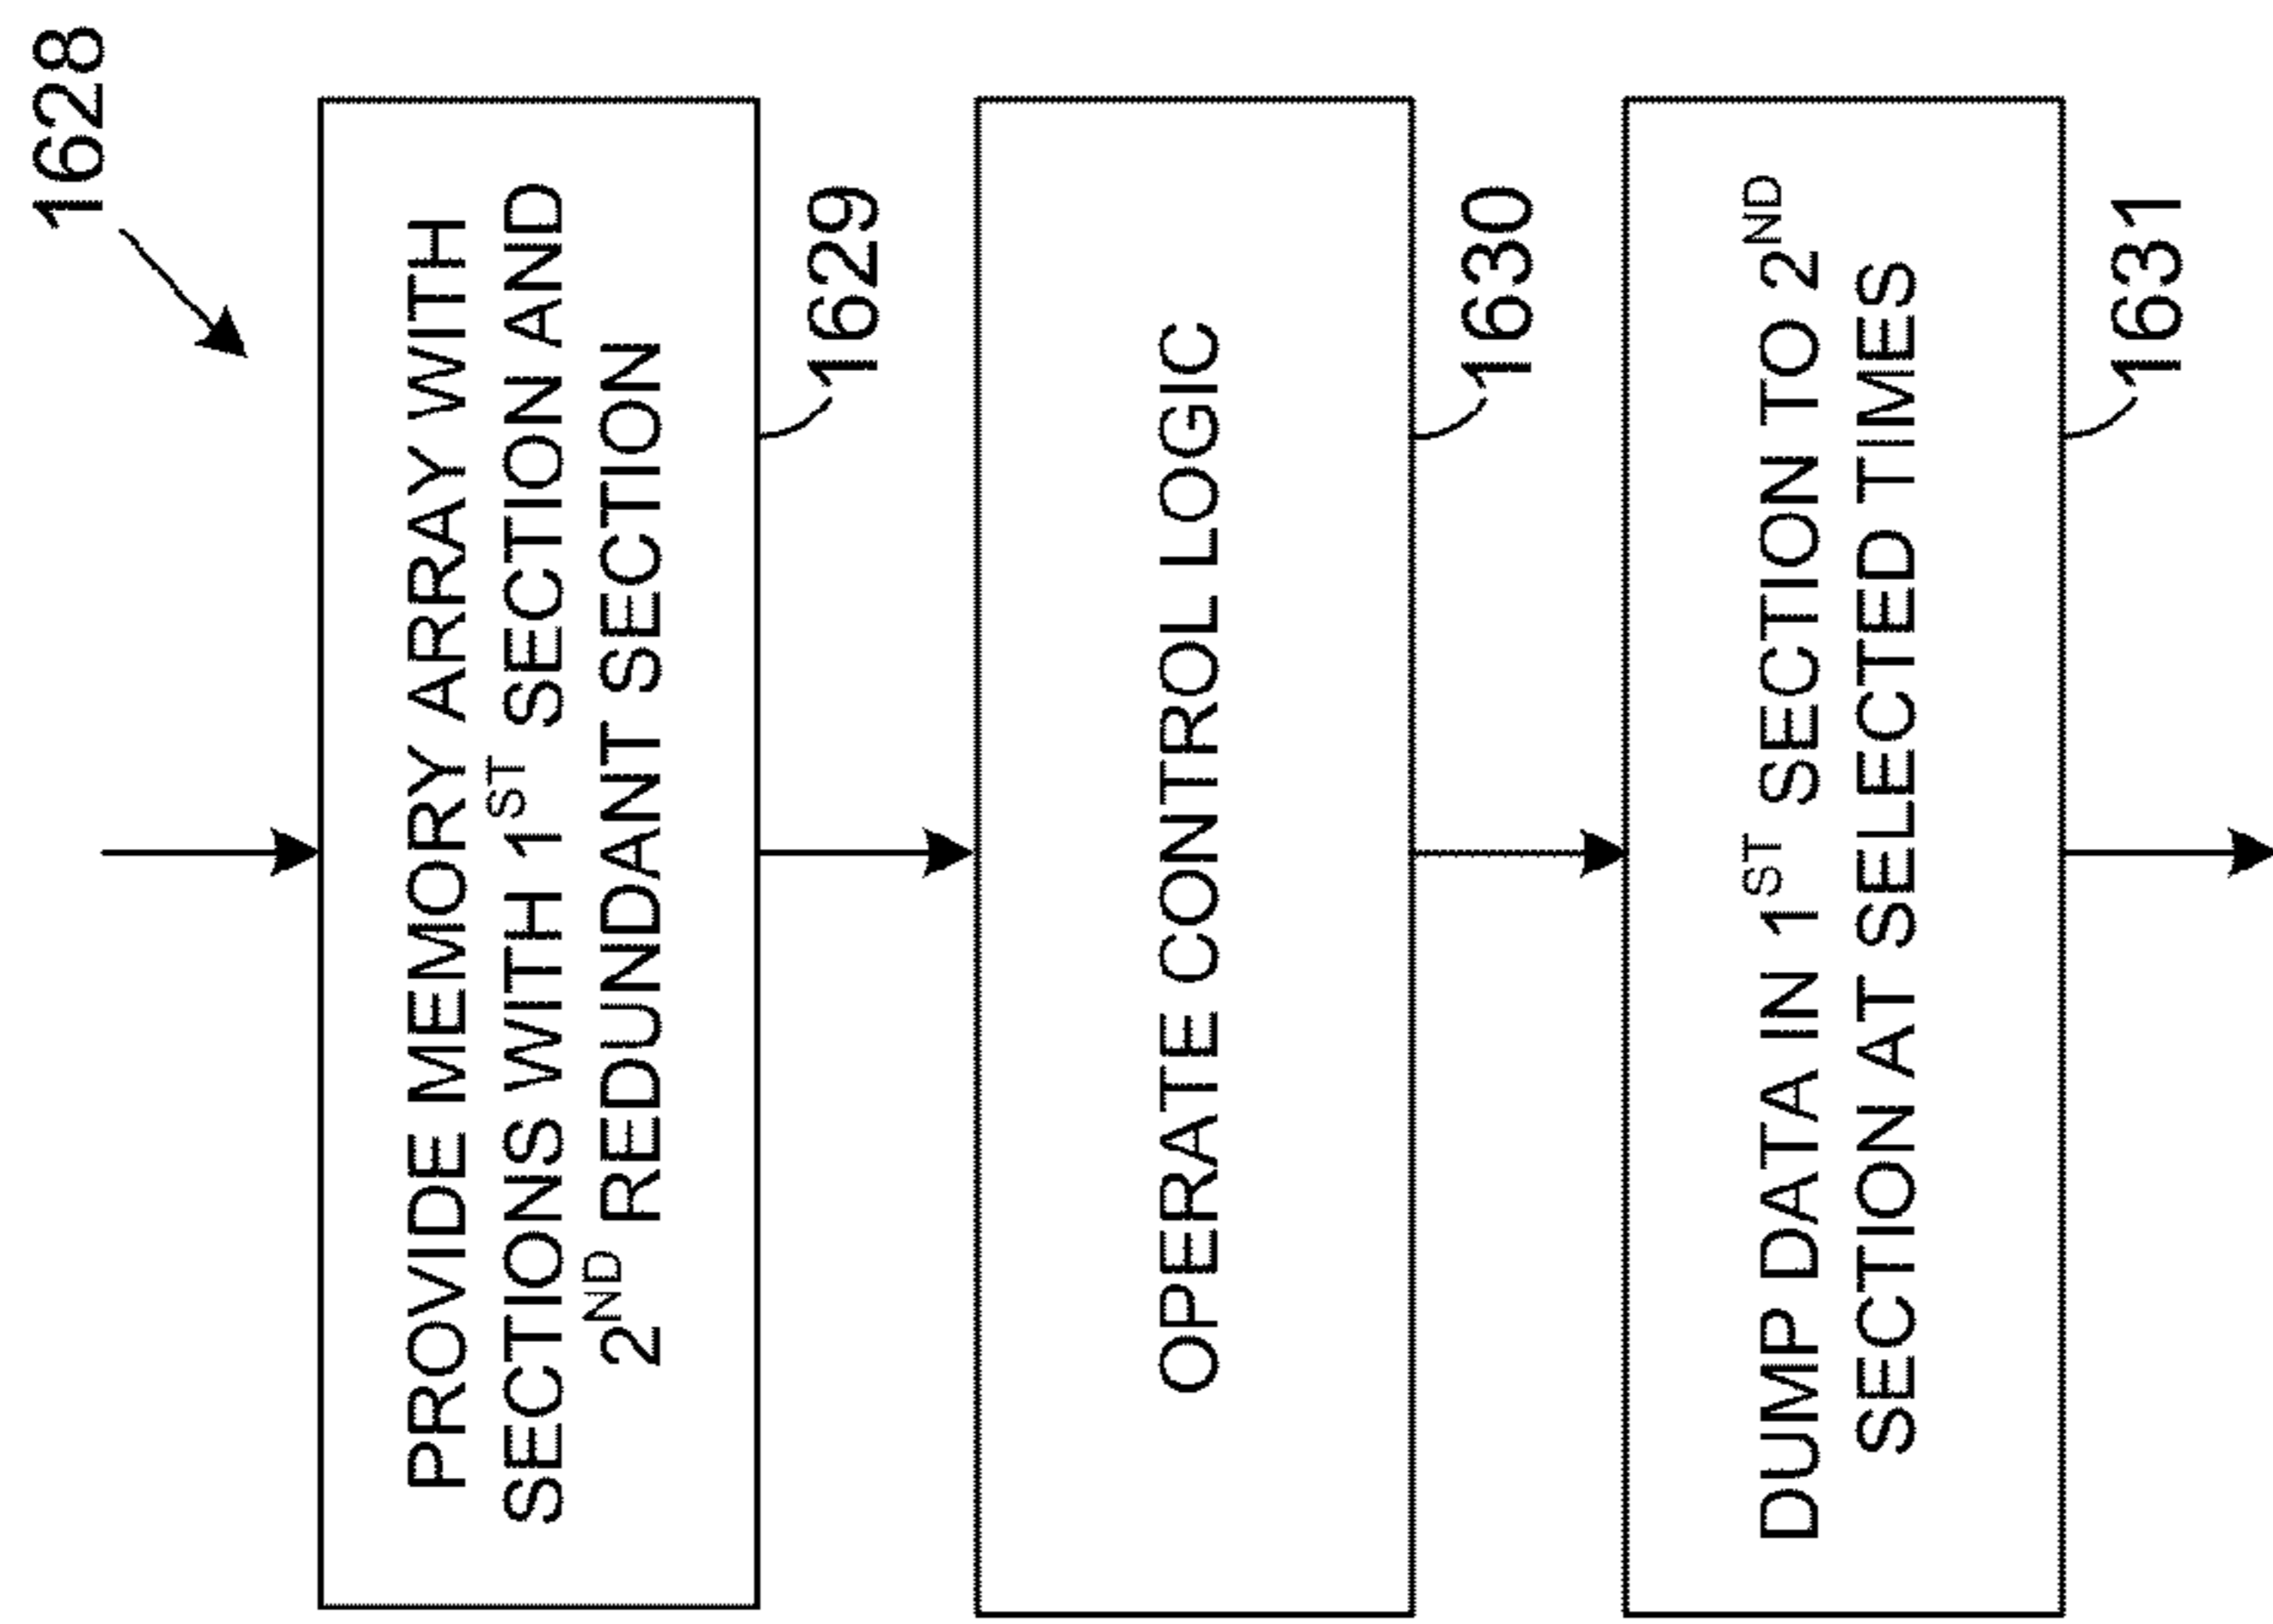 1628
PROVIDE MEMORY ARRAY WITH
SECTIONS WITH 1ST SECTION AND
2ND REDUNDANT SECTION
1629
OPERATE CONTROL LOGIC
1630
DUMP DATA IN 1ST SECTION TO 2ND
SECTION AT SELECTED TIMES
1631